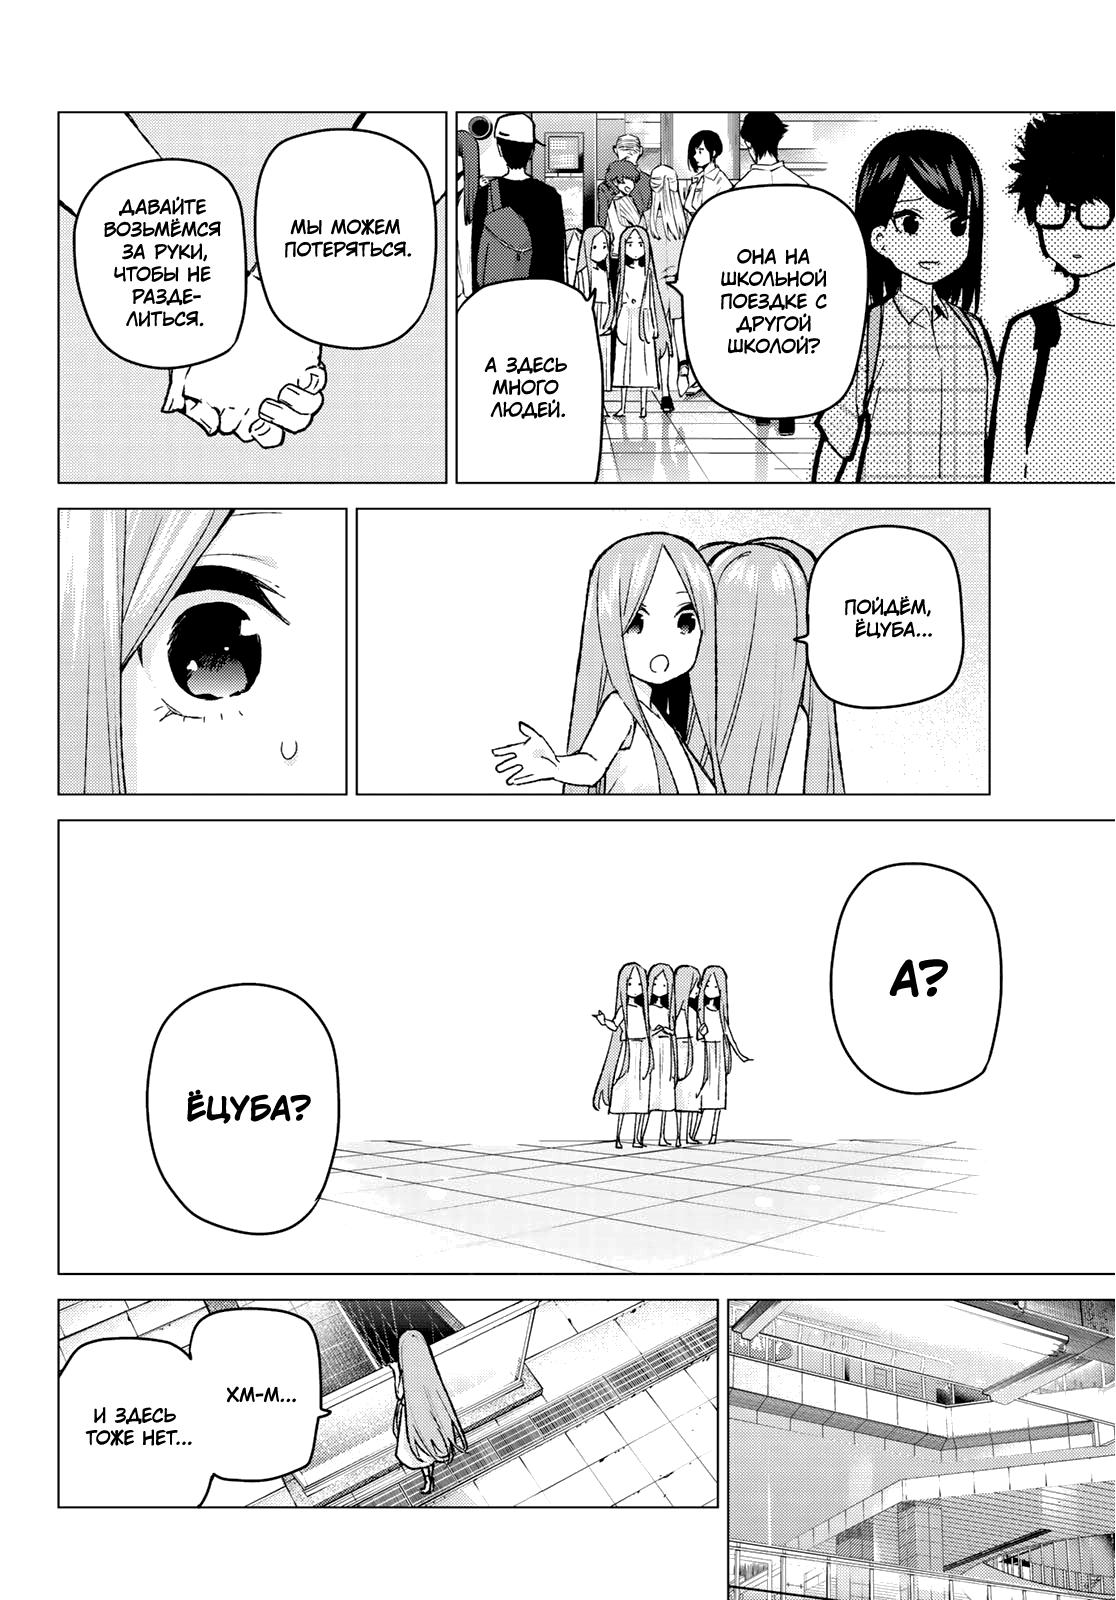 ОНА НА
ШКОЛЬНОЙ
ПОЕЗДКЕ С
ДРУГОЙ
ШКОЛОЙ?
А ЗДЕСЬ
МНОГО
ЛЮДЕЙ.
МЫ МОЖЕМ
ПОТЕРЯТЬСЯ.
ДАВАЙТЕ
ВОЗЬМЁМСЯ
ЗА РУКИ,
ЧТОБЫ НЕ
РАЗДЕ-
ЛИТЬСЯ.
ПОЙДЁМ,
ЁЦУБА...
А?
ЁЦУБА?
ХМ-М...
И ЗДЕСЬ
ТОЖЕ НЕТ...